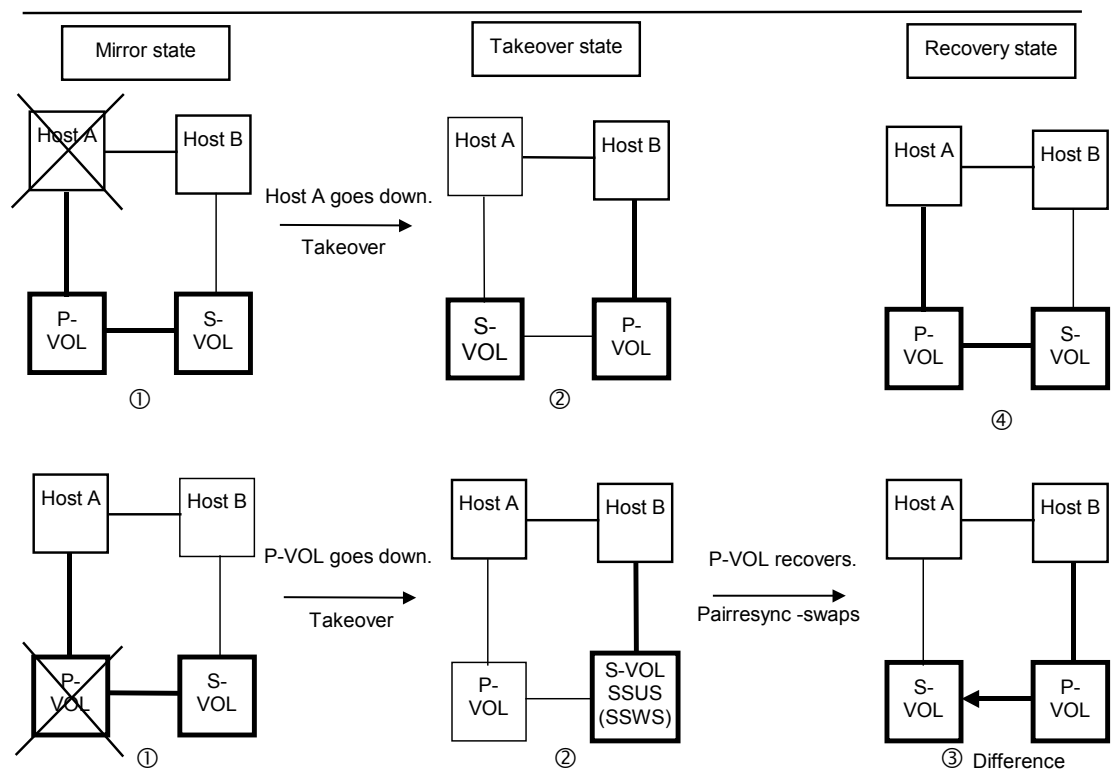 Mirror state
Takeover state
Recovery state
Host A
Host B
Host A goes down.
Takeover
Host A
Host B
Host A
Host B
P-
VOL
S-
VOL
S-
VOL
P-
VOL
P-
VOL
S-
VOL
①
②
④
Host A
Host B
P-VOL goes down.
Takeover
Host A
Host B
P-VOL recovers.
Pairresync -swaps
Host A
Host B
P-
VOL
S-
VOL
P-
VOL
S-VOL
SSUS
(SSWS)
S-
VOL
P-
VOL
①
②
③ Difference